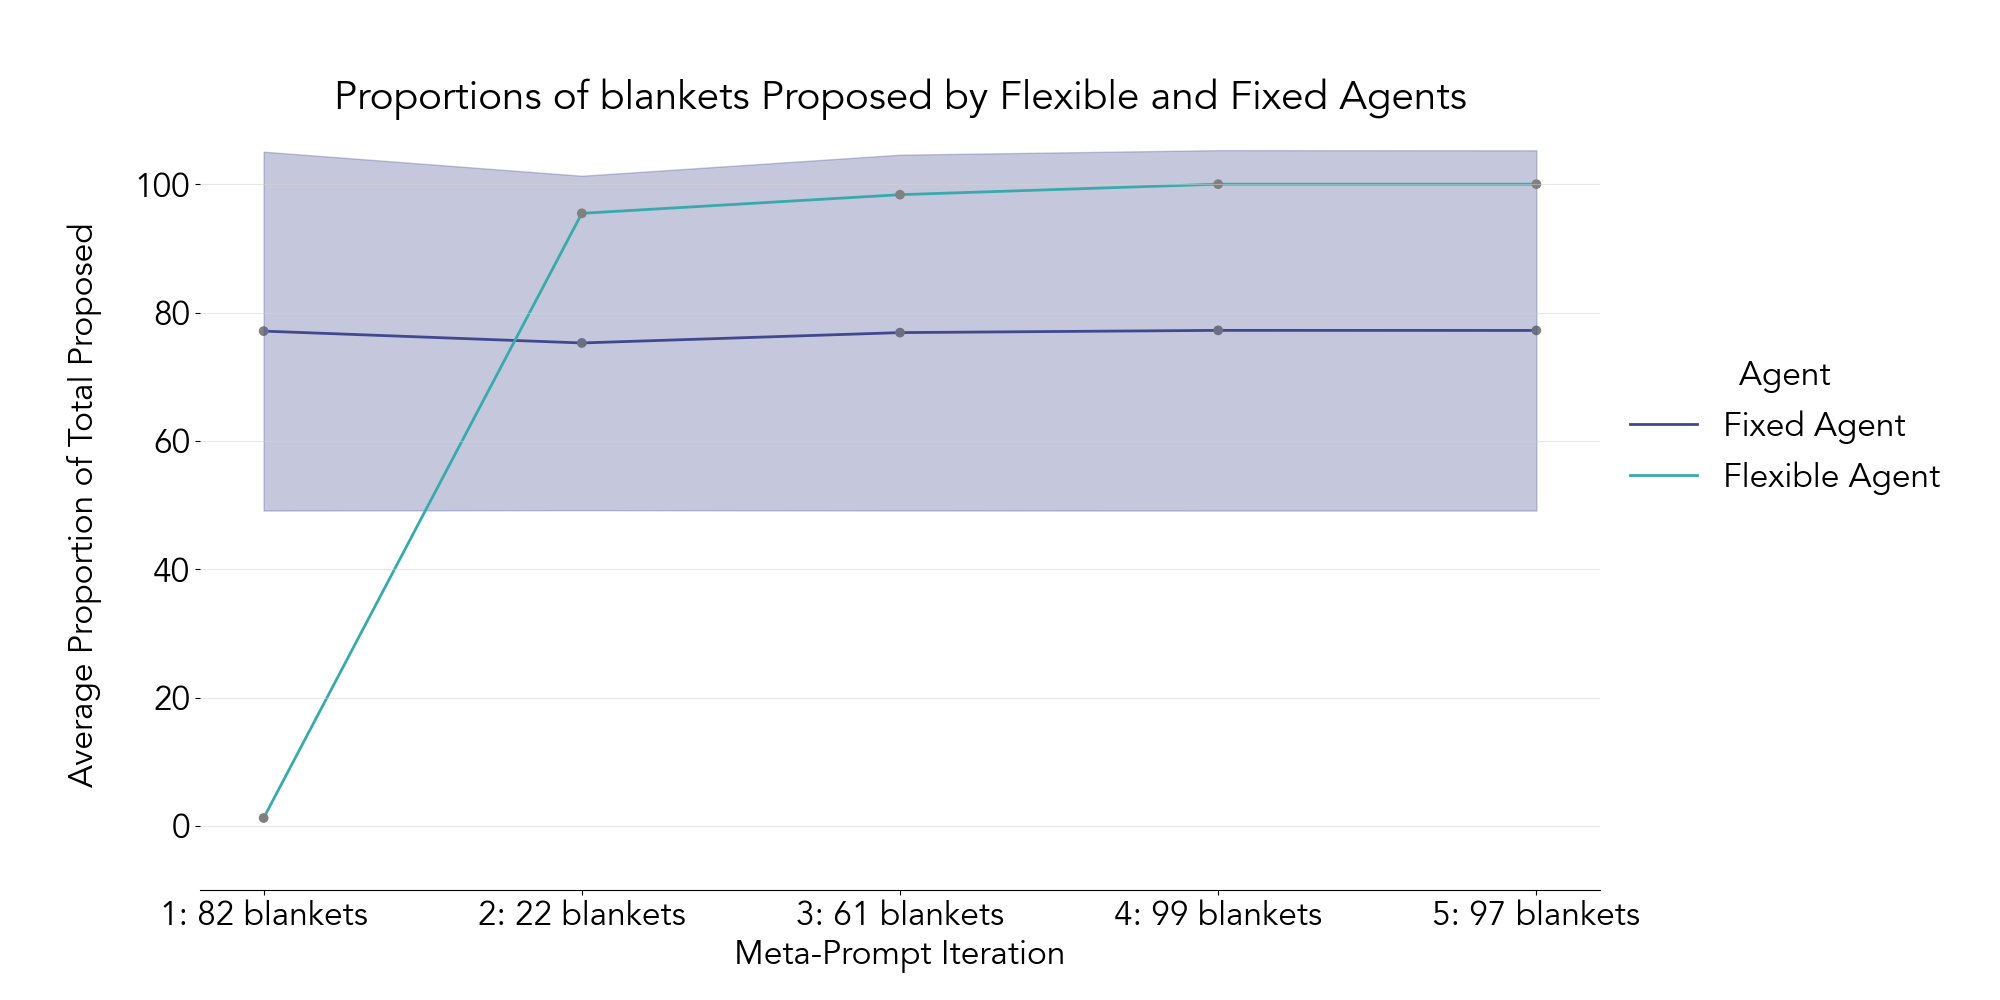 Proportions of blankets Proposed by Flexible and Fixed Agents
Average Proportion of Total Proposed
100
80
60
40
20
0
1: 82 blankets
2: 22 blankets
3: 61 blankets
4: 99 blankets
5: 97 blankets
Meta-Prompt Iteration
Agent
Fixed Agent
Flexible Agent